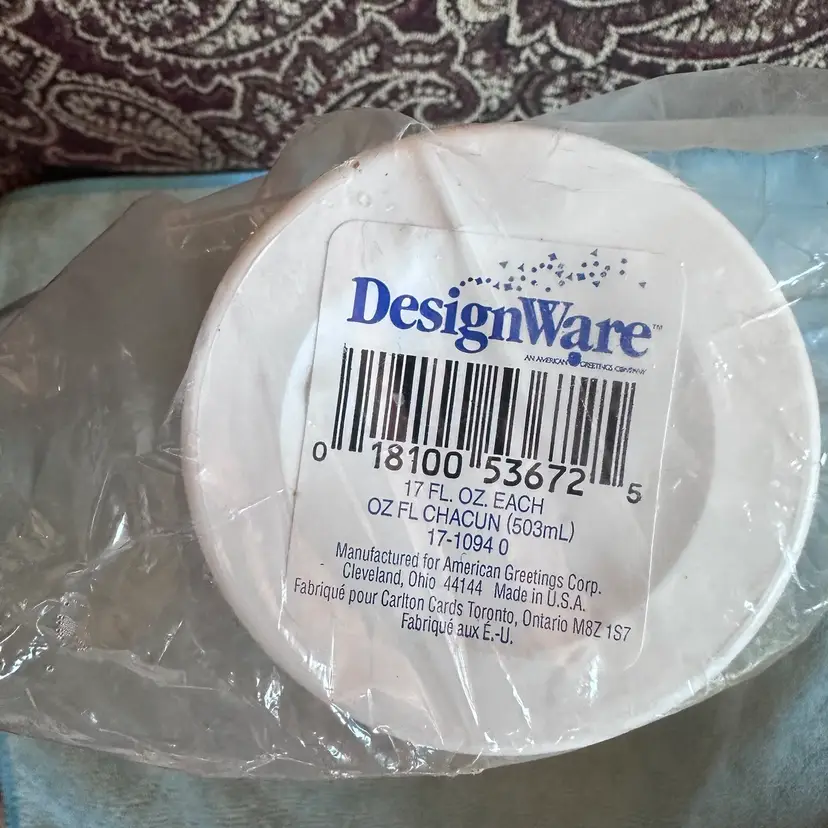 DesignWare™
AN AMERICAN GREETINGS COMPANY
0 18100 53672 5
17 FL. OZ. EACH
OZ FL CHACUN (503mL)
17-1094 0
Manufactured for American Greetings Corp.
Cleveland, Ohio 44144 Made in U.S.A.
Fabriqué pour Carlton Cards Toronto, Ontario M8Z 1S7
Fabriqué aux É.-U.